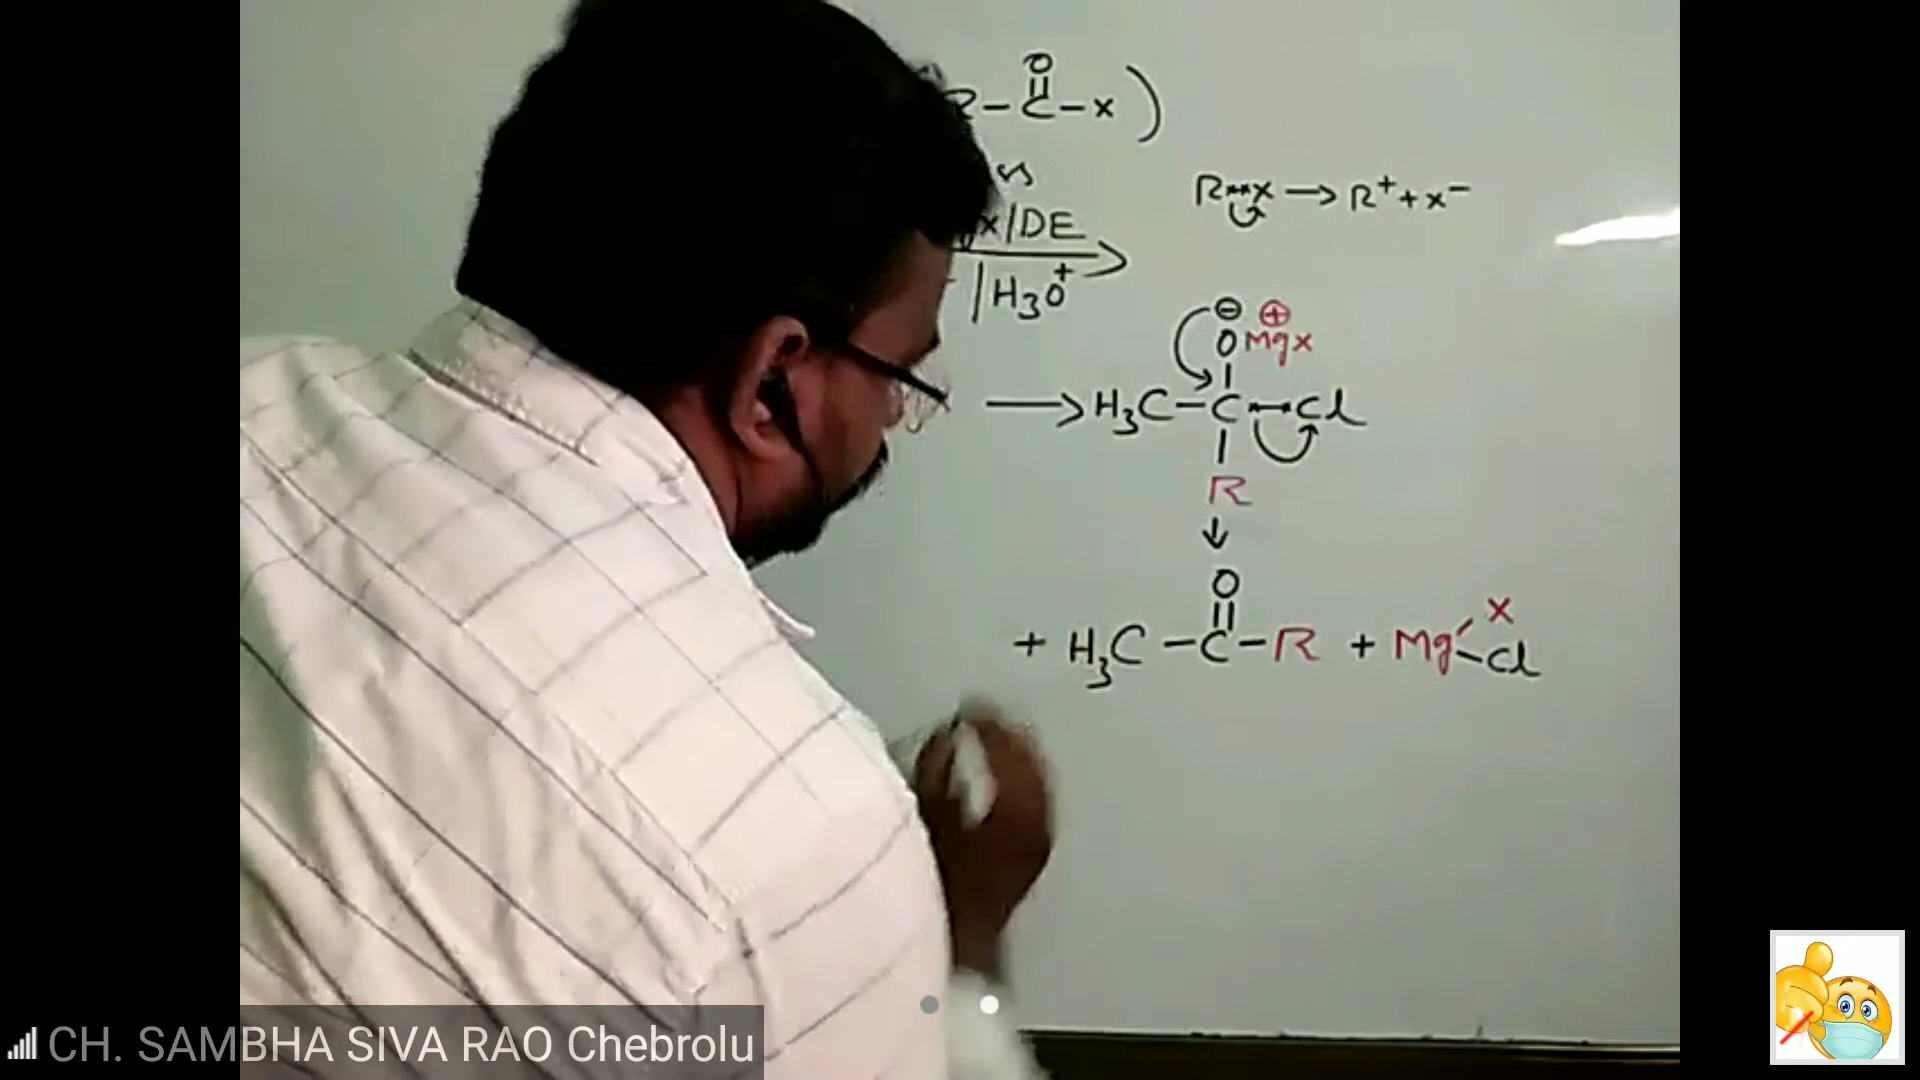 O
R - C - x )
x/DE
/H3O+
R x → R+ + x-
⊖ ⊕
O Mgx
→ H3C - C - Cl
R
↓
O
+ H3C - C - R + Mg x
Cl
CH. SAMBHA SIVA RAO Chebrolu